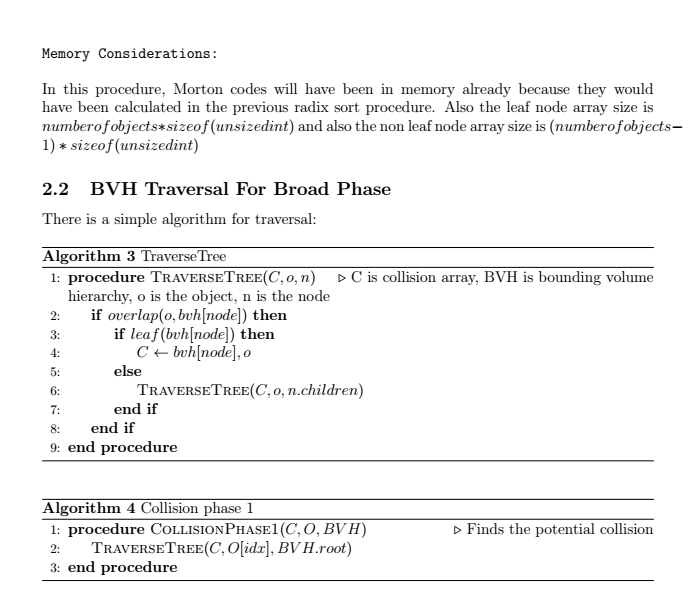 Memory Considerations:
In this procedure, Morton codes will have been in memory already because they would
have been calculated in the previous radix sort procedure. Also the leaf node array size is
numberofobjects∗sizeof(unsizedint) and also the non leaf node array size is (numberofobjects−
1) ∗ sizeof(unsizedint)
2.2 BVH Traversal For Broad Phase
There is a simple algorithm for traversal:
Algorithm 3 TraverseTree
1: procedure TraverseTree(C, o, n) ▷ C is collision array, BVH is bounding volume
hierarchy, o is the object, n is the node
2: if overlap(o, bvh[node]) then
3: if leaf(bvh[node]) then
4: C ← bvh[node], o
5: else
6: TraverseTree(C, o, n.children)
7: end if
8: end if
9: end procedure
Algorithm 4 Collision phase 1
1: procedure CollisionPhase1(C, O, BVH) ▷ Finds the potential collision
2: TraverseTree(C, O[idx], BVH.root)
3: end procedure